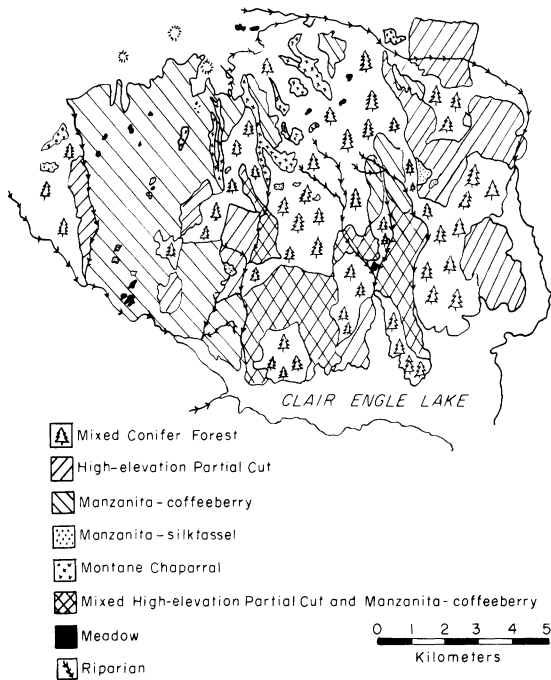 CLAIR ENGLE LAKE
Mixed Conifer Forest
High-elevation Partial Cut
Manzanita-coffeeberry
Manzanita-silktassel
Montane Chaparral
Mixed High-elevation Partial Cut and Manzanita-coffeeberry
Meadow
Riparian
0 1 2 3 4 5
Kilometers